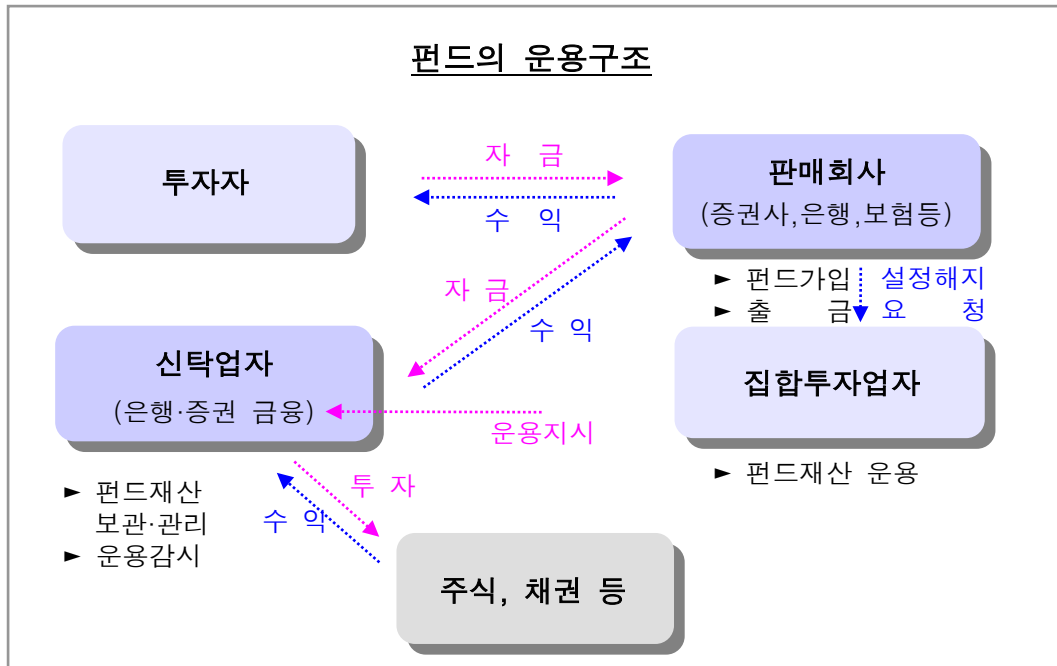 펀드의 운용구조
투자자
자 금
수 익
판매회사
(증권사,은행,보험등)
► 펀드가입
► 출 금
설정해지
요 청
자 금
수 익
신탁업자
(은행·증권 금융)
운용지시
집합투자업자
► 펀드재산 운용
► 펀드재산
보관·관리
► 운용감시
투 자
수 익
주식, 채권 등